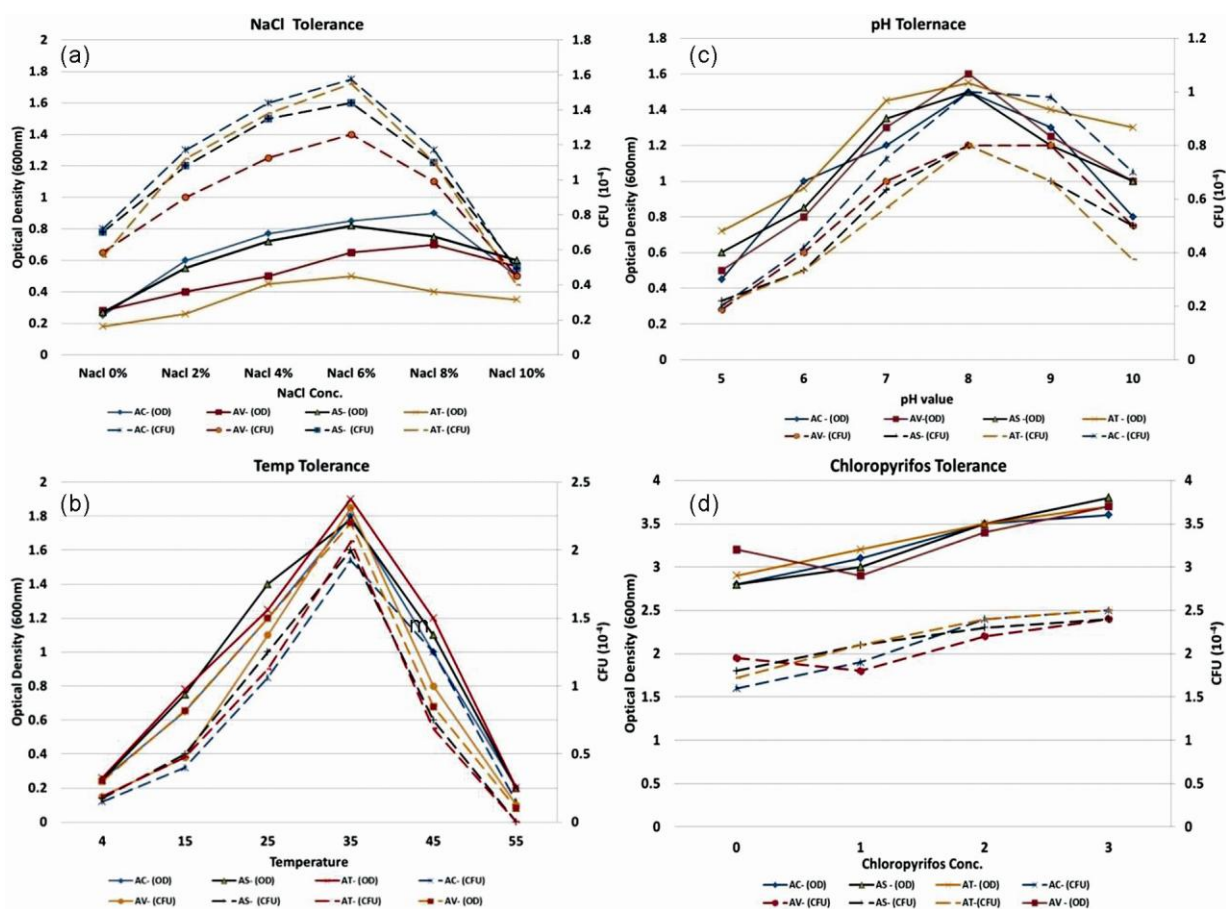 NaCl Tolerance
(a)
Optical Density (600nm)
2
1.8
1.6
1.4
1.2
1
0.8
0.6
0.4
0.2
0
1.8
1.6
1.4
1.2
1
0.8
0.6
0.4
0.2
0
CFU (10⁻⁴)
Nacl 0% Nacl 2% Nacl 4% Nacl 6% Nacl 8% Nacl 10%
NaCl Conc.
AC- (OD) AV- (OD) AS- (OD) AT- (OD)
AC- (CFU) AV- (CFU) AS- (CFU) AT- (CFU)
pH Tolernace
(c)
Optical Density (600nm)
1.8
1.6
1.4
1.2
1
0.8
0.6
0.4
0.2
0
1.2
1
0.8
0.6
0.4
0.2
0
CFU (10⁻⁴)
5 6 7 8 9 10
pH value
AC - (OD) AV-(OD) AS -(OD) AT - (OD)
AV- (CFU) AS -(CFU) AT- (CFU) AC - (CFU)
Temp Tolerance
(b)
Optical Density (600nm)
2
1.8
1.6
1.4
1.2
1
0.8
0.6
0.4
0.2
0
2.5
2
1.5
1
0.5
0
CFU (10⁻⁴)
m
4 15 25 35 45 55
Temperature
AC- (OD) AS- (OD) AT- (OD) AC- (CFU)
AV- (CFU) AS- (CFU) AT- (CFU) AV- (OD)
Chloropyrifos Tolerance
(d)
Optical Density (600nm)
4
3.5
3
2.5
2
1.5
1
0.5
0
4
3.5
3
2.5
2
1.5
1
0.5
0
CFU (10⁻⁴)
0 1 2 3
Chloropyrifos Conc.
AC- (OD) AS - (OD) AT- (OD) AC- (CFU)
AV- (CFU) AS- (CFU) AT-(CFU) AV - (OD)